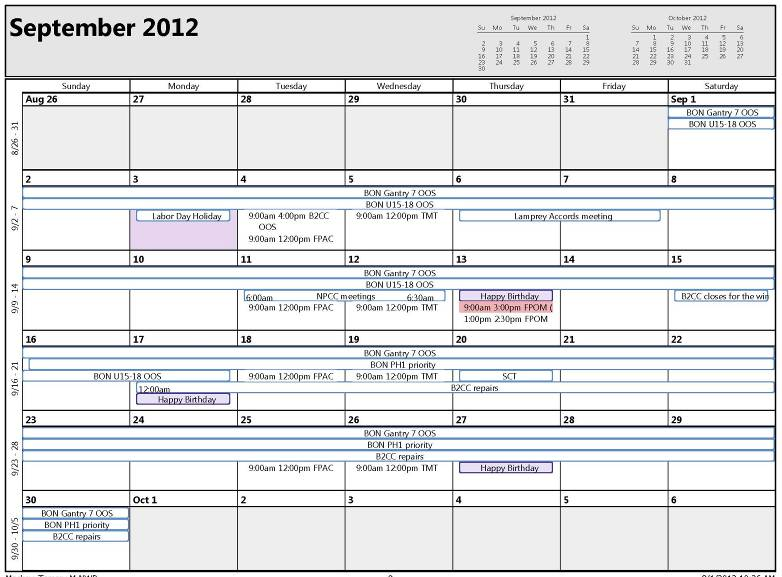 September 2012
September 2012
Su Mo Tu We Th Fr Sa
1
2 3 4 5 6 7 8
9 10 11 12 13 14 15
16 17 18 19 20 21 22
23 24 25 26 27 28 29
30
October 2012
Su Mo Tu We Th Fr Sa
1 2 3 4 5 6
7 8 9 10 11 12 13
14 15 16 17 18 19 20
21 22 23 24 25 26 27
28 29 30 31
Sunday Monday Tuesday Wednesday Thursday Friday Saturday
8/26 - 31
Aug 26 27 28 29 30 31 Sep 1
BON Gantry 7 OOS
BON U15-18 OOS
9/2 - 7
2 3 4 5 6 7 8
BON Gantry 7 OOS
BON U15-18 OOS
Labor Day Holiday 9:00am 4:00pm B2CC 9:00am 12:00pm TMT Lamprey Accords meeting
OOS
9:00am 12:00pm FPAC
9/9 - 14
9 10 11 12 13 14 15
BON Gantry 7 OOS
BON U15-18 OOS
6:00am NPCC meetings 6:30am Happy Birthday B2CC closes for the win
9:00am 12:00pm FPAC 9:00am 12:00pm TMT 9:00am 3:00pm FPOM (
1:00pm 2:30pm FPOM
9/16 - 21
16 17 18 19 20 21 22
BON Gantry 7 OOS
BON PH1 priority
BON U15-18 OOS 9:00am 12:00pm FPAC 9:00am 12:00pm TMT SCT
12:00am B2CC repairs
Happy Birthday
9/23 - 28
23 24 25 26 27 28 29
BON Gantry 7 OOS
BON PH1 priority
B2CC repairs
9:00am 12:00pm FPAC 9:00am 12:00pm TMT Happy Birthday
9/30 - 10/5
30 Oct 1 2 3 4 5 6
BON Gantry 7 OOS
BON PH1 priority
B2CC repairs